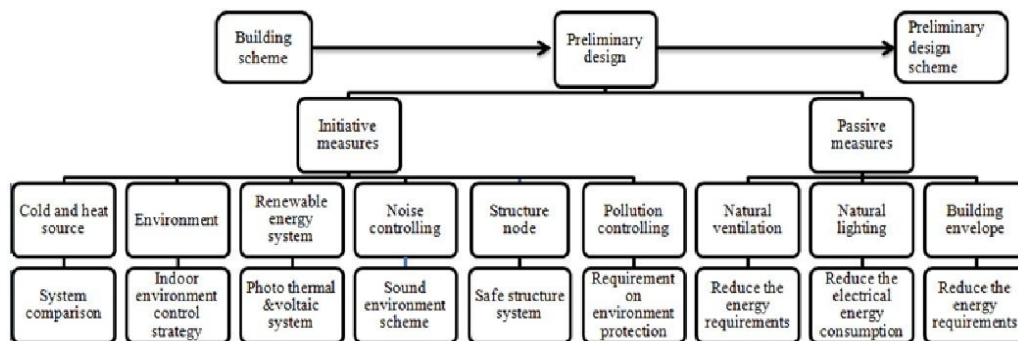 Building
scheme
Preliminary
design
Preliminary
design
scheme
Initiative
measures
Passive
measures
Cold and heat
source
Environment
Renewable
energy
system
Noise
controlling
Structure
node
Pollution
controlling
Natural
ventilation
Natural
lighting
Building
envelope
System
comparison
Indoor
environment
control
strategy
Photo thermal
&voltaic
system
Sound
environment
scheme
Safe structure
system
Requirement
on
environment
protection
Reduce the
energy
requirements
Reduce the
electrical
energy
consumption
Reduce the
energy
requirements